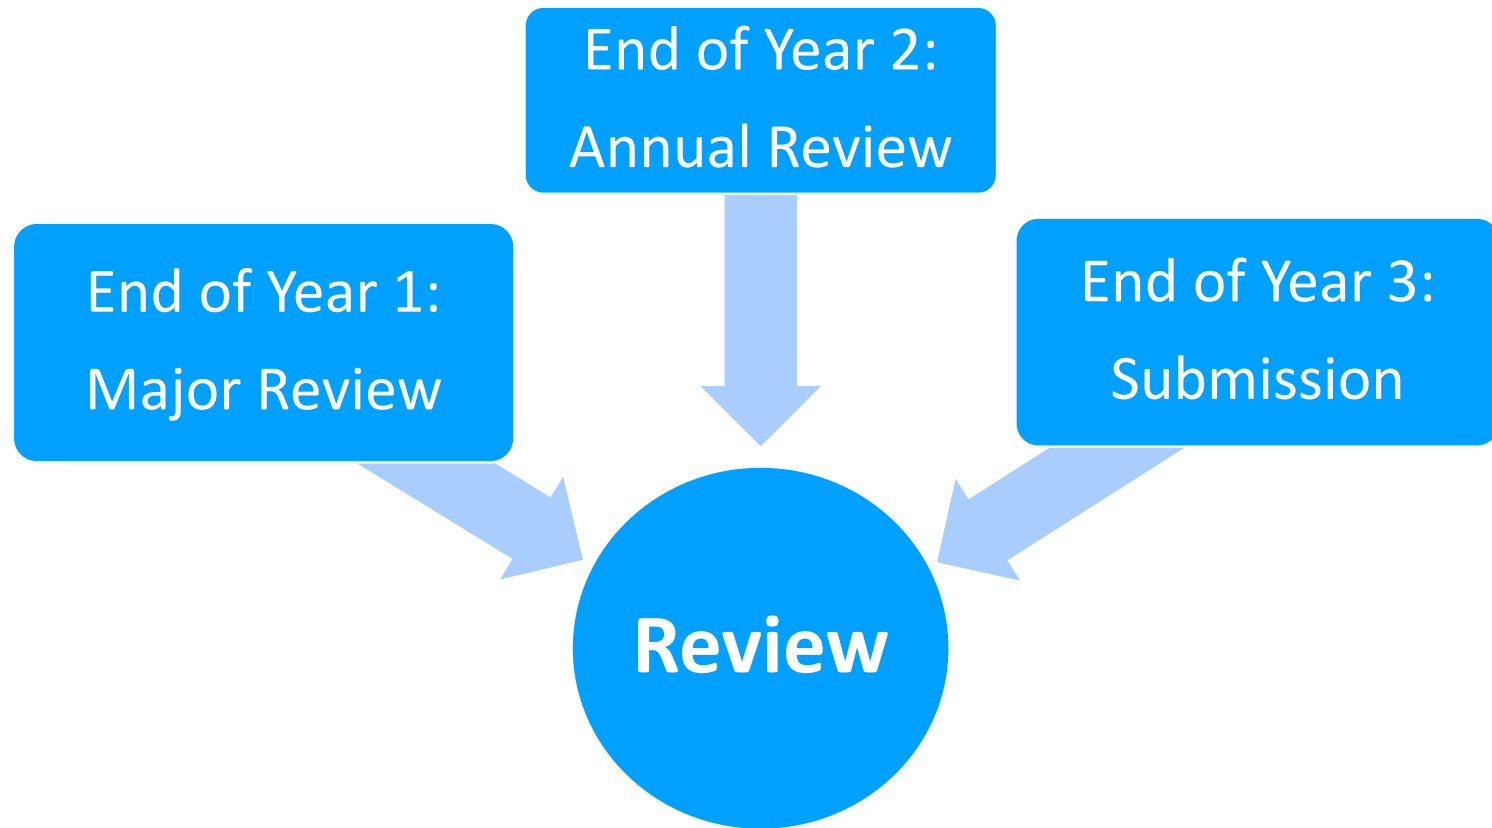 End of Year 2:
Annual Review
End of Year 1:
Major Review
End of Year 3:
Submission
Review